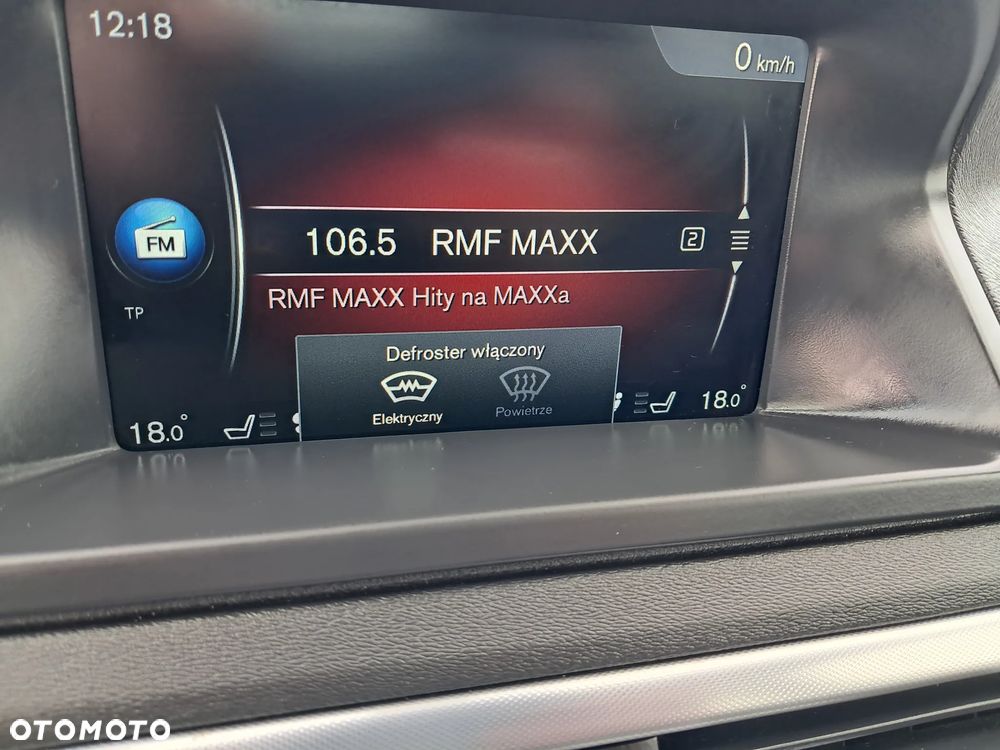 12:18
0 km/h
FM
106.5 RMF MAXX 2
RMF MAXX Hity na MAXXa
TP
Defroster włączony
Elektryczny Powietrze
18.0° 18.0°
OTOMOTO